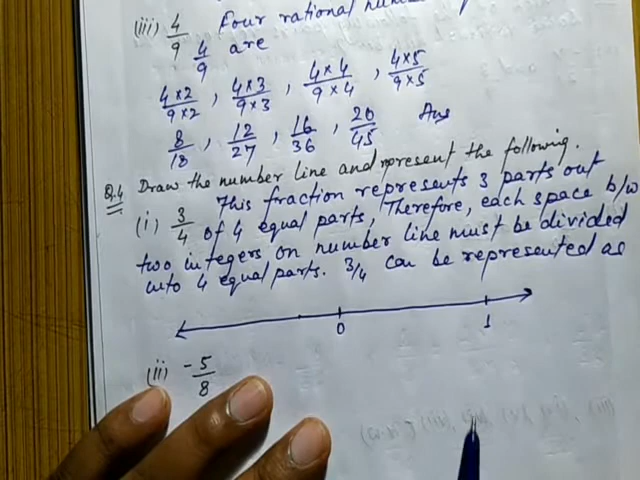 (iii) 4/9 Four rational
4/9 are
4×2/9×2 , 4×3/9×3 , 4×4/9×4 , 4×5/9×5
8/18 , 12/27 , 16/36 , 20/45 Ans
Q.4 Draw the number line and represent the following.
(i) 3/4 This fraction represents 3 parts out
of 4 equal parts, Therefore, each space b/w
two integers on number line must be divided
into 4 equal parts. 3/4 can be represented as
0 1
(ii) -5/8